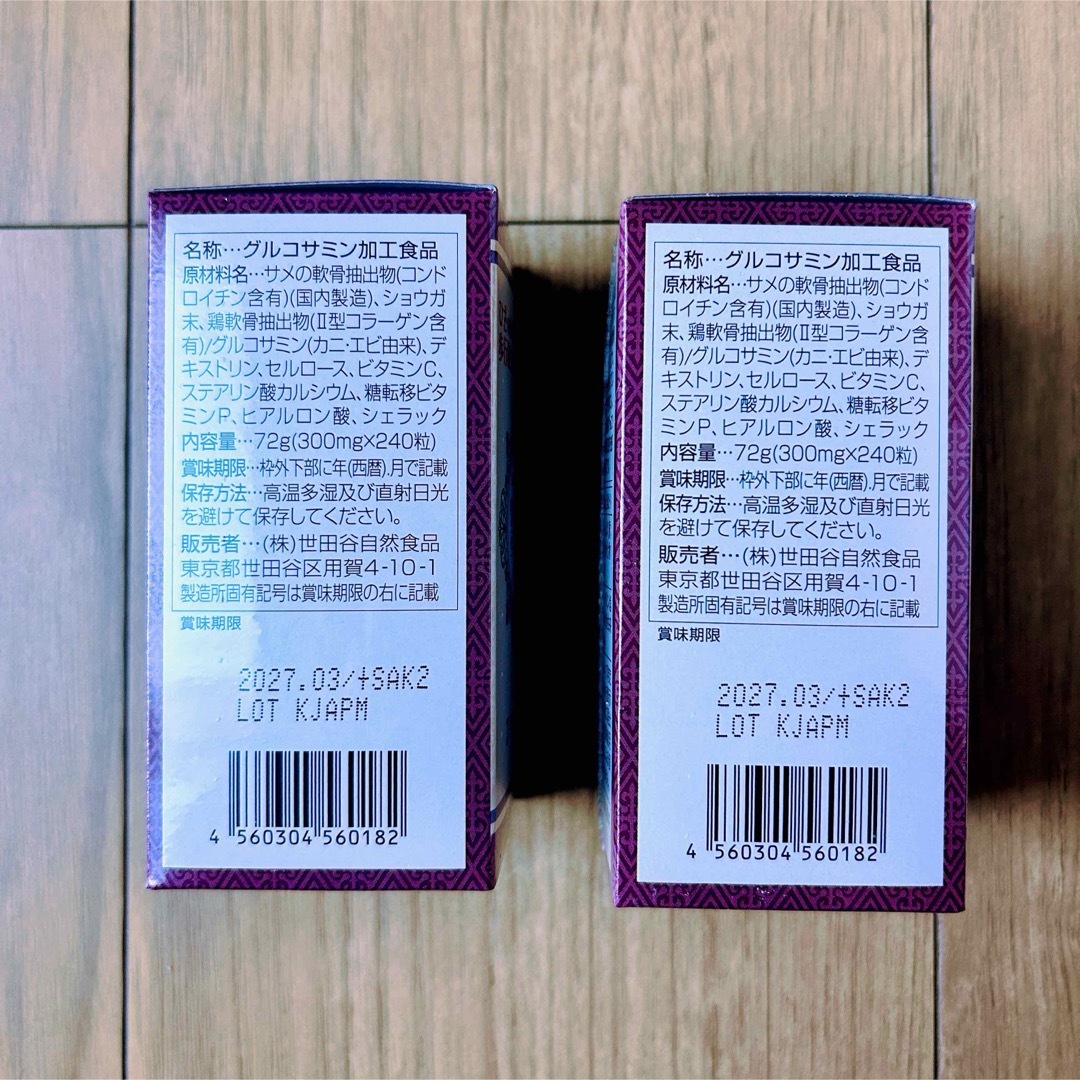 名称…グルコサミン加工食品
原材料名…サメの軟骨抽出物(コンド
ロイチン含有)(国内製造)、ショウガ
末、鶏軟骨抽出物(Ⅱ型コラーゲン含
有)/グルコサミン(カニ・エビ由来)、デ
キストリン、セルロース、ビタミンC、
ステアリン酸カルシウム、糖転移ビタ
ミンP、ヒアルロン酸、シェラック
内容量…72g(300mg×240粒)
賞味期限…枠外下部に年(西暦)、月で記載
保存方法…高温多湿及び直射日光
を避けて保存してください。
販売者…(株)世田谷自然食品
東京都世田谷区用賀4-10-1
製造所固有記号は賞味期限の右に記載
賞味期限
2027.03/+SAK2
LOT KJAPM
4 560304 560182
名称…グルコサミン加工食品
原材料名…サメの軟骨抽出物(コンド
ロイチン含有)(国内製造)、ショウガ
末、鶏軟骨抽出物(Ⅱ型コラーゲン含
有)/グルコサミン(カニ・エビ由来)、デ
キストリン、セルロース、ビタミンC、
ステアリン酸カルシウム、糖転移ビタ
ミンP、ヒアルロン酸、シェラック
内容量…72g(300mg×240粒)
賞味期限…枠外下部に年(西暦)、月で記載
保存方法…高温多湿及び直射日光
を避けて保存してください。
販売者…(株)世田谷自然食品
東京都世田谷区用賀4-10-1
製造所固有記号は賞味期限の右に記載
賞味期限
2027.03/+SAK2
LOT KJAPM
4 560304 560182